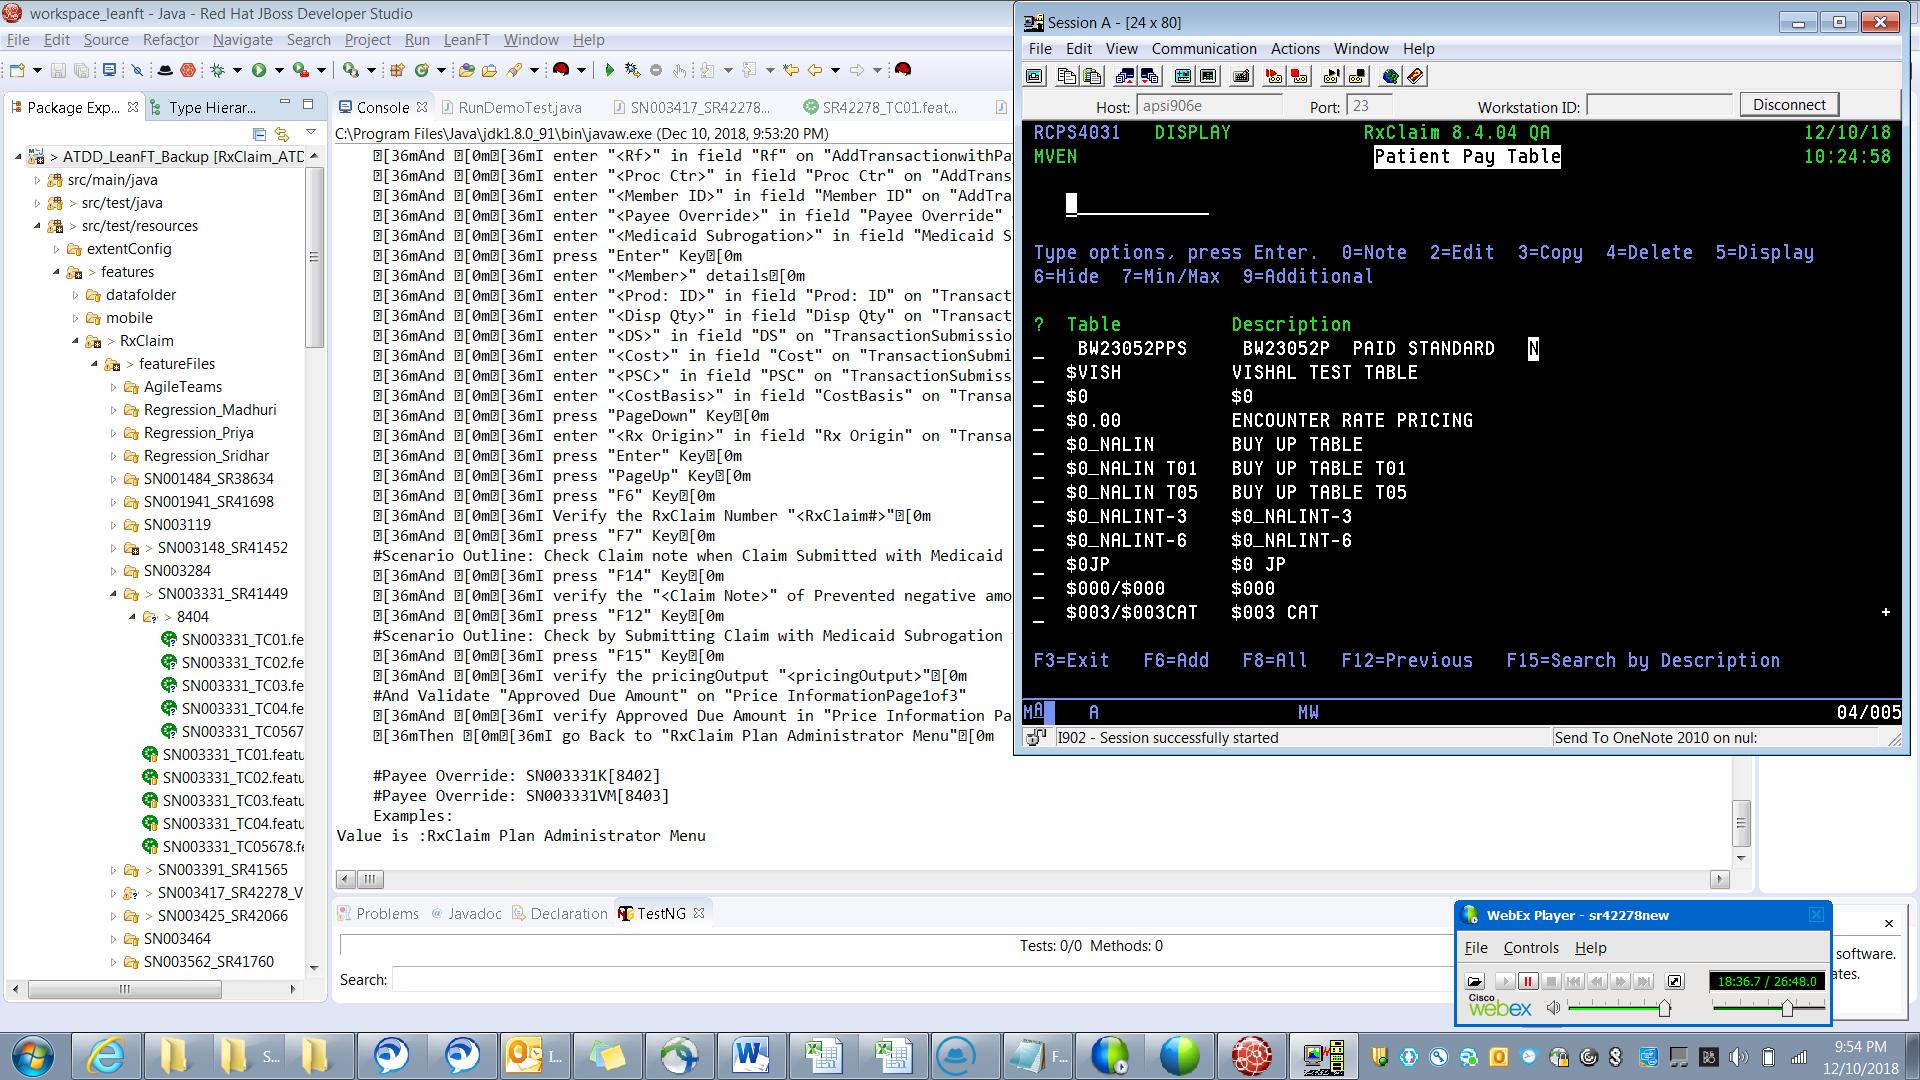 workspace_leanft - Java - Red Hat JBoss Developer Studio
File Edit Source Refactor Navigate Search Project Run LeanFT Window Help
Package Exp... Type Hierar...
> ATDD_LeanFT_Backup [RxClaim_ATD
src/main/java
> src/test/java
> src/test/resources
extentConfig
> features
datafolder
mobile
> RxClaim
> featureFiles
AgileTeams
Regression_Madhuri
Regression_Priya
Regression_Sridhar
SN001484_SR38634
SN001941_SR41698
SN003119
> SN003148_SR41452
SN003284
> SN003331_SR41449
> 8404
SN003331_TC01.fe
SN003331_TC02.fe
SN003331_TC03.fe
SN003331_TC04.fe
SN003331_TC0567
SN003331_TC01.featu
SN003331_TC02.featu
SN003331_TC03.featu
SN003331_TC04.featu
SN003331_TC05678.fe
> SN003391_SR41565
> SN003417_SR42278_V
> SN003425_SR42066
SN003464
SN003562_SR41760
Console RunDemoTest.java SN003417_SR42278... SR42278_TC01.feat...
C:\Program Files\Java\jdk1.8.0_91\bin\javaw.exe (Dec 10, 2018, 9:53:20 PM)
[36mAnd [0m[36mI enter "<Rf>" in field "Rf" on "AddTransactionwithPa
[36mAnd [0m[36mI enter "<Proc Ctr>" in field "Proc Ctr" on "AddTrans
[36mAnd [0m[36mI enter "<Member ID>" in field "Member ID" on "AddTra
[36mAnd [0m[36mI enter "<Payee Override>" in field "Payee Override"
[36mAnd [0m[36mI enter "<Medicaid Subrogation>" in field "Medicaid S
[36mAnd [0m[36mI press "Enter" Key[0m
[36mAnd [0m[36mI enter "<Member>" details[0m
[36mAnd [0m[36mI enter "<Prod: ID>" in field "Prod: ID" on "Transact
[36mAnd [0m[36mI enter "<Disp Qty>" in field "Disp Qty" on "Transact
[36mAnd [0m[36mI enter "<DS>" in field "DS" on "TransactionSubmissio
[36mAnd [0m[36mI enter "<Cost>" in field "Cost" on "TransactionSubmi
[36mAnd [0m[36mI enter "<PSC>" in field "PSC" on "TransactionSubmiss
[36mAnd [0m[36mI enter "<CostBasis>" in field "CostBasis" on "Transa
[36mAnd [0m[36mI press "PageDown" Key[0m
[36mAnd [0m[36mI enter "<Rx Origin>" in field "Rx Origin" on "Transa
[36mAnd [0m[36mI press "Enter" Key[0m
[36mAnd [0m[36mI press "PageUp" Key[0m
[36mAnd [0m[36mI press "F6" Key[0m
[36mAnd [0m[36mI Verify the RxClaim Number "<RxClaim#>"[0m
[36mAnd [0m[36mI press "F7" Key[0m
#Scenario Outline: Check Claim note when Claim Submitted with Medicaid
[36mAnd [0m[36mI press "F14" Key[0m
[36mAnd [0m[36mI verify the "<Claim Note>" of Prevented negative amo
[36mAnd [0m[36mI press "F12" Key[0m
#Scenario Outline: Check by Submitting Claim with Medicaid Subrogation
[36mAnd [0m[36mI press "F15" Key[0m
[36mAnd [0m[36mI verify the pricingOutput "<pricingOutput>"[0m
#And Validate "Approved Due Amount" on "Price InformationPage1of3"
[36mAnd [0m[36mI verify Approved Due Amount in "Price Information Pa
[36mThen [0m[36mI go Back to "RxClaim Plan Administrator Menu"[0m
#Payee Override: SN003331K[8402]
#Payee Override: SN003331VM[8403]
Examples:
Value is :RxClaim Plan Administrator Menu
Problems Javadoc Declaration TestNG
Tests: 0/0 Methods: 0
Search:
Session A - [24 x 80]
File Edit View Communication Actions Window Help
Host: apsi906e Port: 23 Workstation ID: Disconnect
RCPS4031 DISPLAY RxClaim 8.4.04 QA 12/10/18
MVEN Patient Pay Table 10:24:58
Type options, press Enter. 0=Note 2=Edit 3=Copy 4=Delete 5=Display
6=Hide 7=Min/Max 9=Additional
? Table Description
_ BW23052PPS BW23052P PAID STANDARD N
_ $VISH VISHAL TEST TABLE
_ $0 $0
_ $0.00 ENCOUNTER RATE PRICING
_ $0_NALIN BUY UP TABLE
_ $0_NALIN T01 BUY UP TABLE T01
_ $0_NALIN T05 BUY UP TABLE T05
_ $0_NALINT-3 $0_NALINT-3
_ $0_NALINT-6 $0_NALINT-6
_ $0JP $0 JP
_ $000/$000 $000
_ $003/$003CAT $003 CAT +
F3=Exit F6=Add F8=All F12=Previous F15=Search by Description
MA A MW 04/005
I902 - Session successfully started Send To OneNote 2010 on nul:
WebEx Player - sr42278new
File Controls Help
18:36.7 / 26:48.0
Cisco webex
software.
ates.
S... I... F...
9:54 PM
12/10/2018